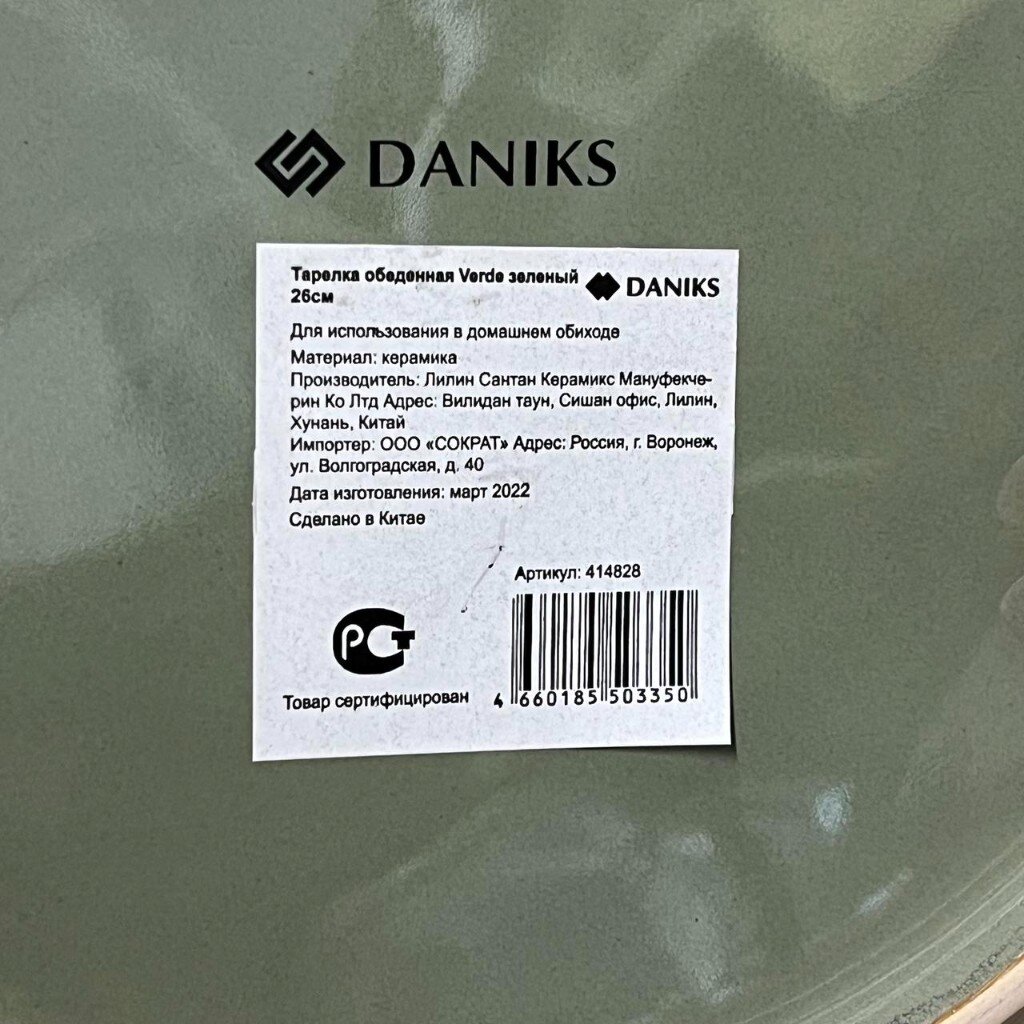 DANIKS
Тарелка обеденная Verde зеленый
26см
DANIKS
Для использования в домашнем обиходе
Материал: керамика
Производитель: Лилин Сантан Керамикс Мануфекче-
рин Ко Лтд Адрес: Вилидан таун, Сишан офис, Лилин,
Хунань, Китай
Импортер: ООО «СОКРАТ» Адрес: Россия, г. Воронеж,
ул. Волгоградская, д. 40
Дата изготовления: март 2022
Сделано в Китае
Артикул: 414828
РСТ
Товар сертифицирован
4 660185 503350